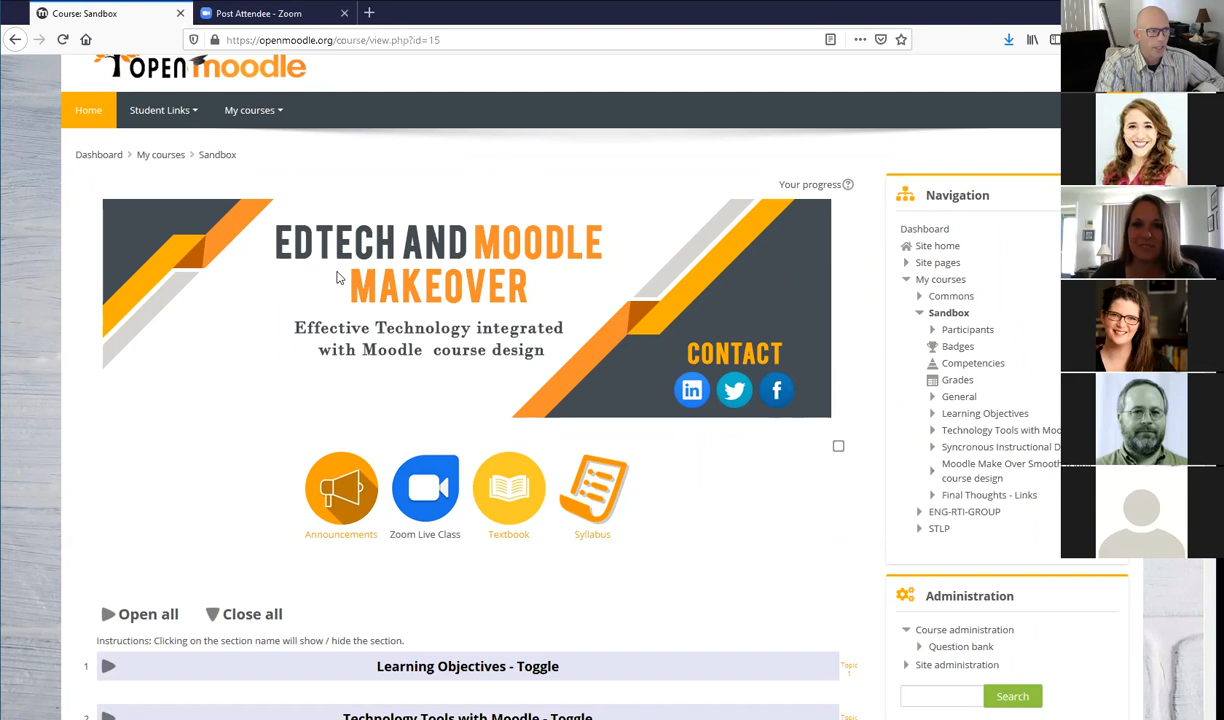 Course: Sandbox
Post Attendee - Zoom
https://openmoodle.org/course/view.php?id=15
OPEN moodle
Home
Student Links
My courses
Dashboard
My courses
Sandbox
Your progress
EDTECH AND MOODLE
MAKEOVER
Effective Technology integrated
with Moodle course design
CONTACT
in
f
Announcements
Zoom Live Class
Textbook
Syllabus
Open all
Close all
Instructions: Clicking on the section name will show / hide the section.
1
Learning Objectives - Toggle
Topic
1
2
Technology Tools with Moodle - Toggle
Topic
Navigation
Dashboard
Site home
Site pages
My courses
Commons
Sandbox
Participants
Badges
Competencies
Grades
General
Learning Objectives
Technology Tools with Moo
Syncronous Instructional D
Moodle Make Over Smooth
course design
Final Thoughts - Links
ENG-RTI-GROUP
STLP
Administration
Course administration
Question bank
Site administration
Search